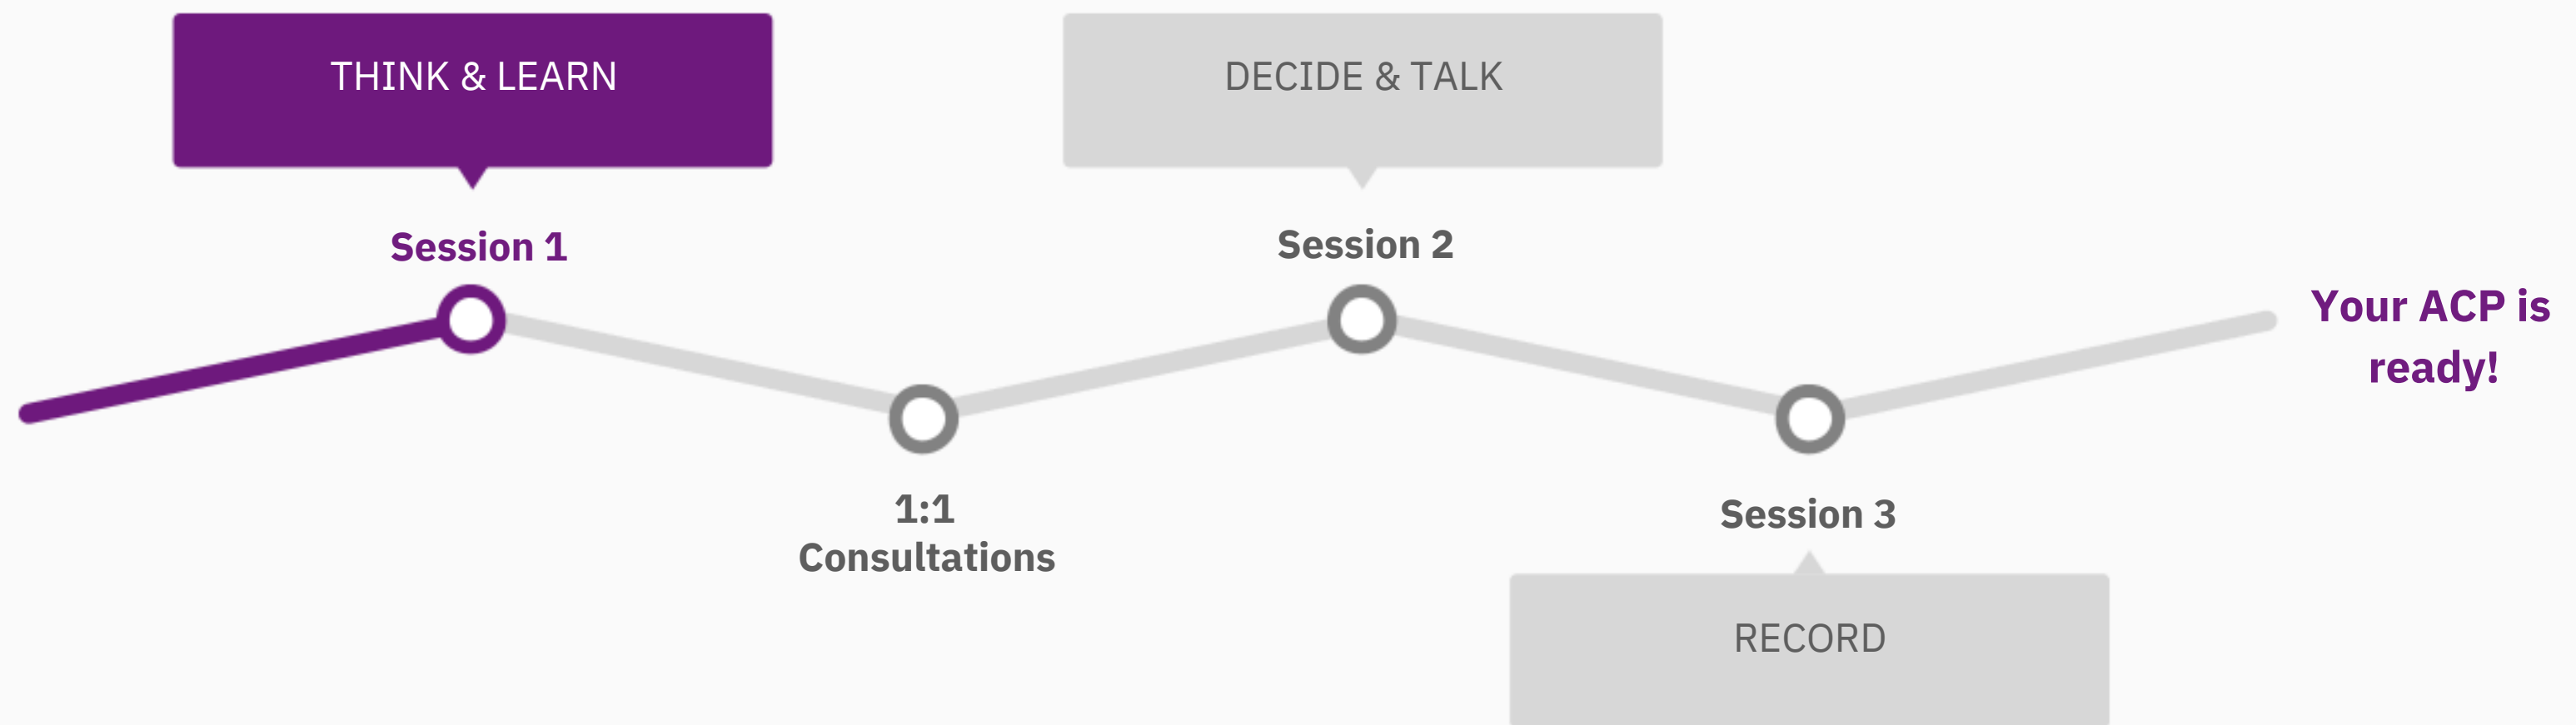 THINK & LEARN
DECIDE & TALK
Session 1
Session 2
Your ACP is
ready!
1:1
Consultations
Session 3
RECORD